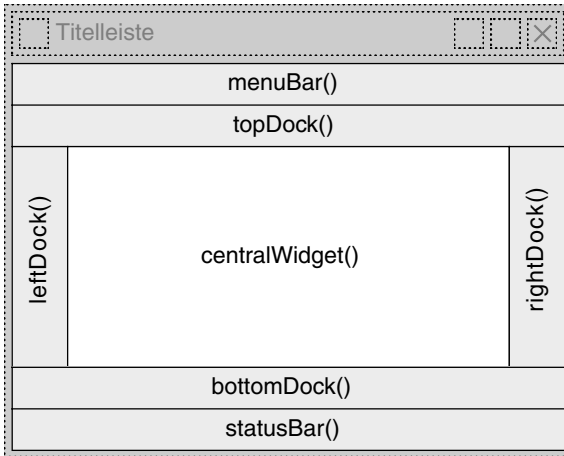 Titelleiste
menuBar()
topDock()
leftDock()
centralWidget()
rightDock()
bottomDock()
statusBar()